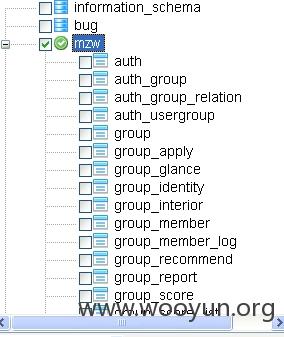 information_schema
bug
mzw
auth
auth_group
auth_group_relation
auth_usergroup
group
group_apply
group_glance
group_identity
group_interior
group_member
group_member_log
group_recommend
group_report
group_score
group_score_list
www.wooyun.org